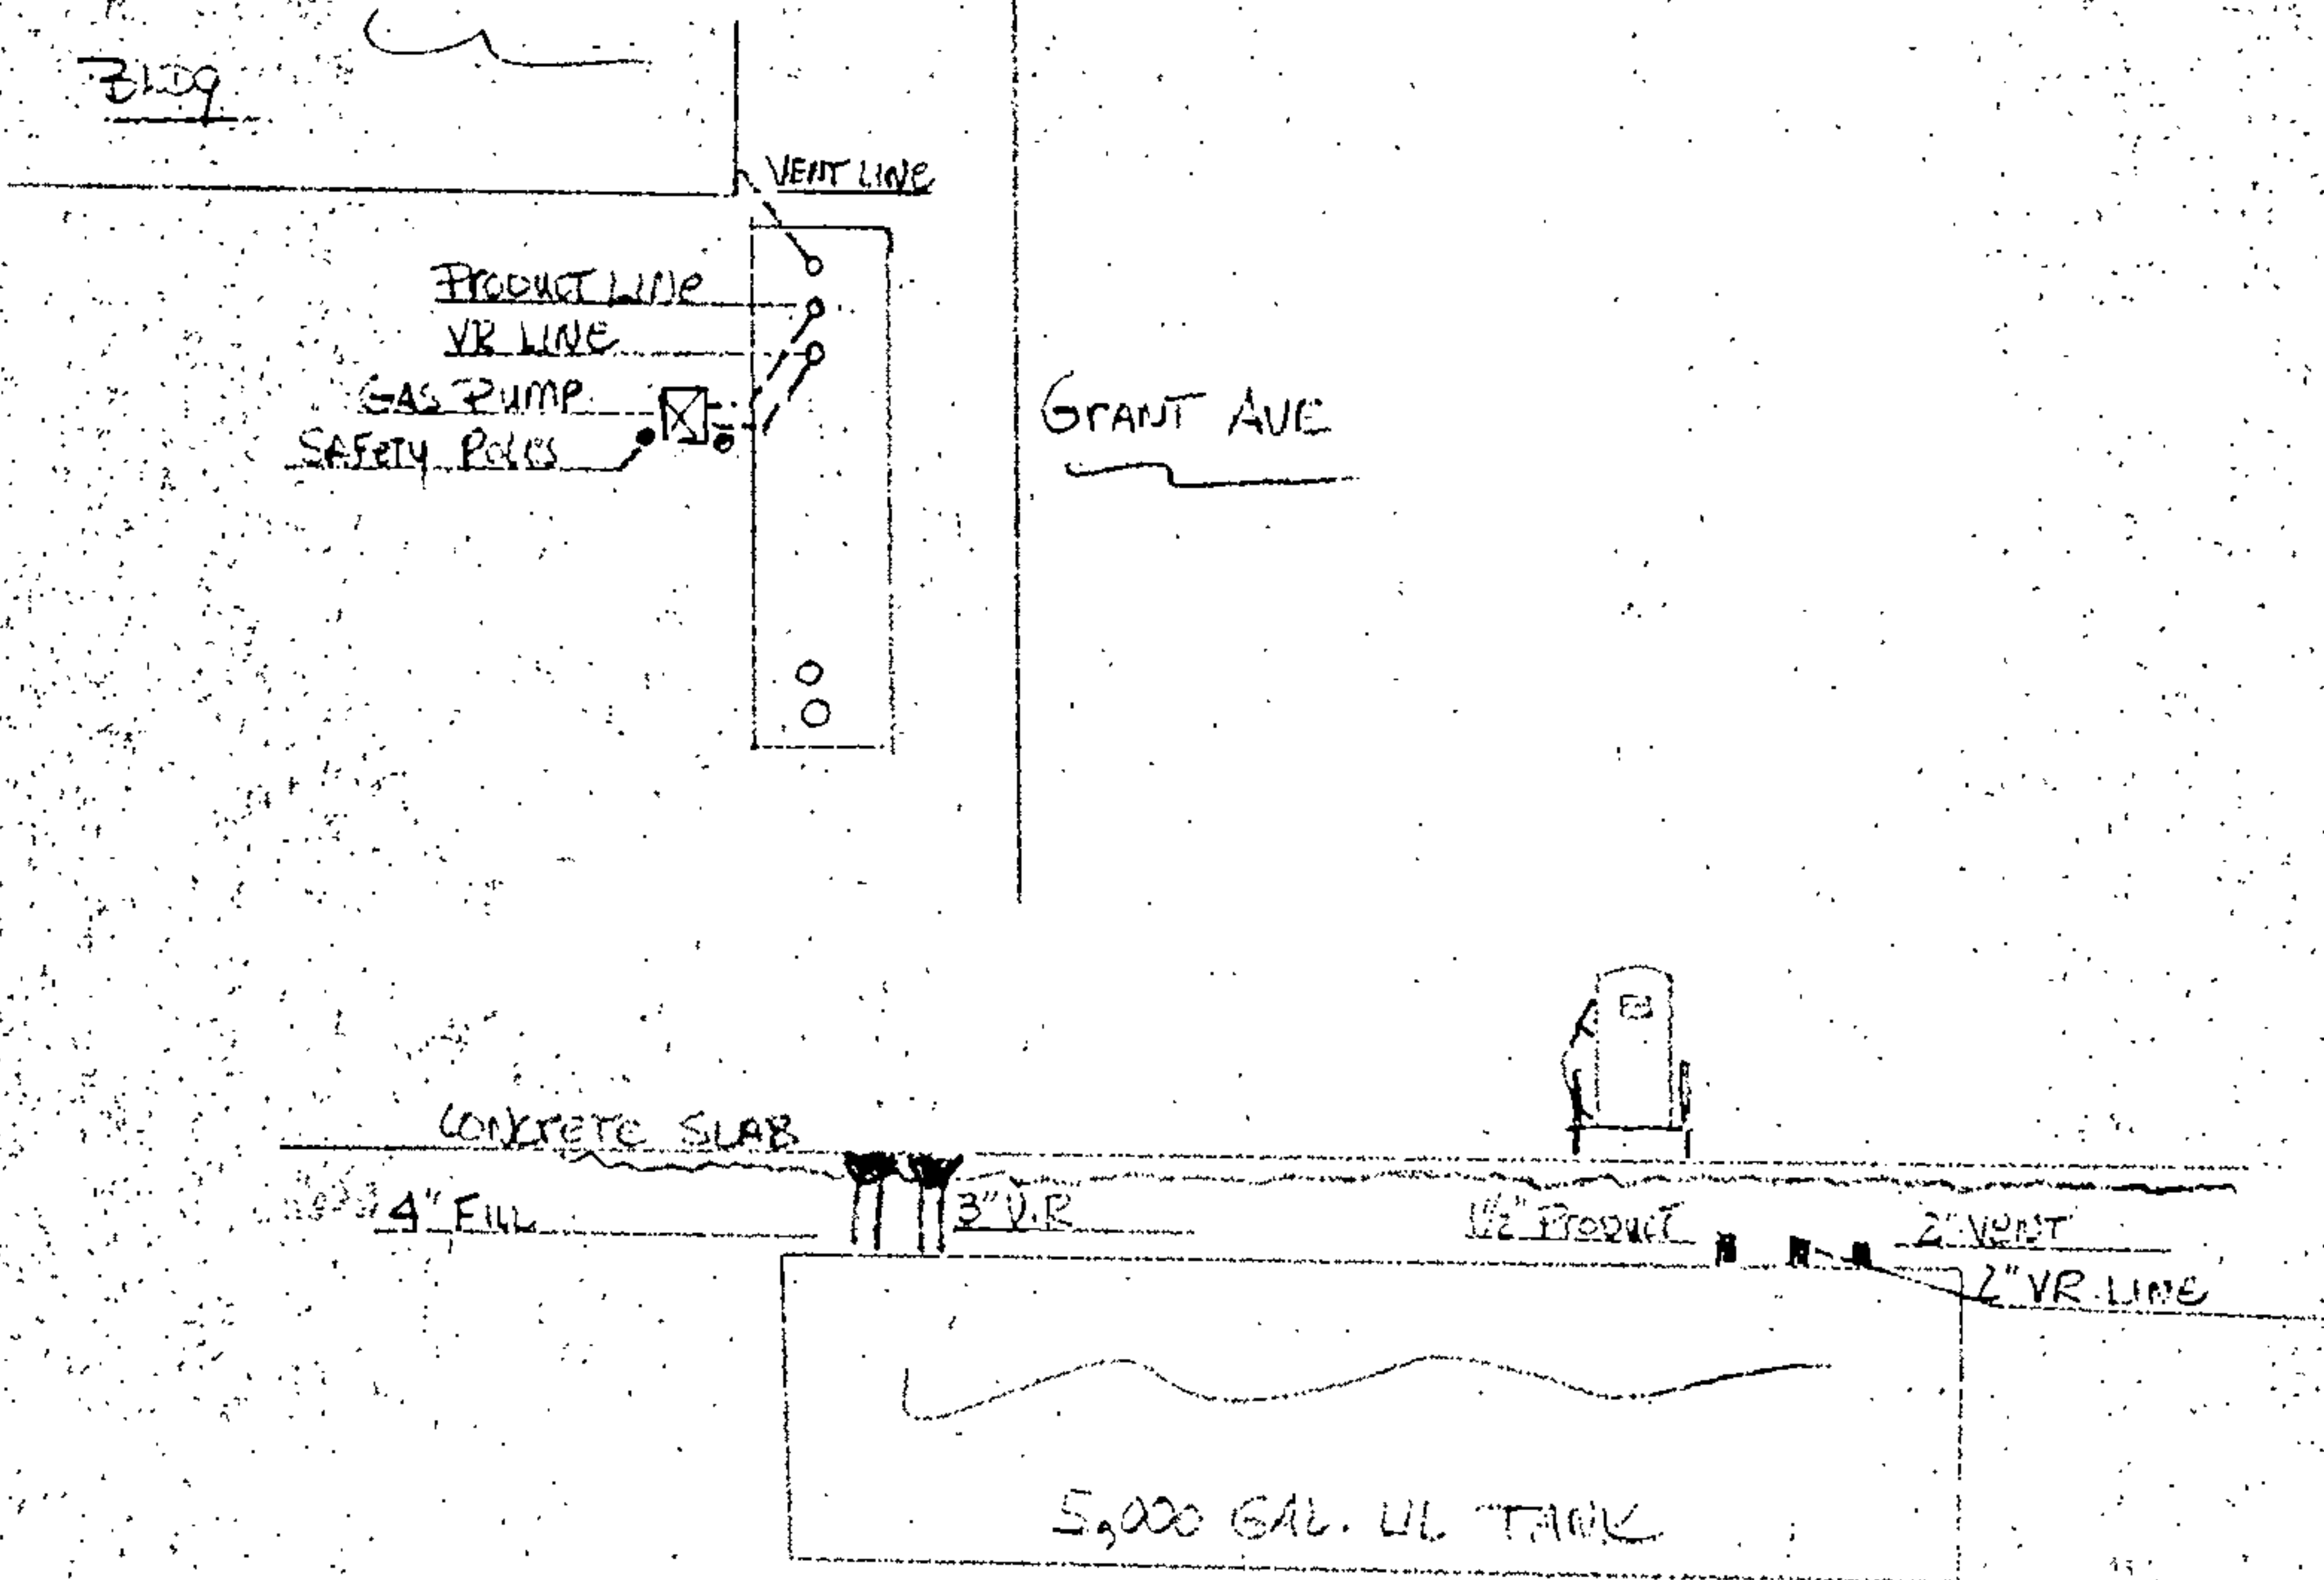 BLDG
VENT LINE
PRODUCT LINE
VR LINE
GAS PUMP
SAFETY POLES
GRANT AVE
CONCRETE SLAB
4" FILL
3" V.R
1½" PRODUCT
2" VENT
2" VR LINE
5,000 GAL. UL TANK